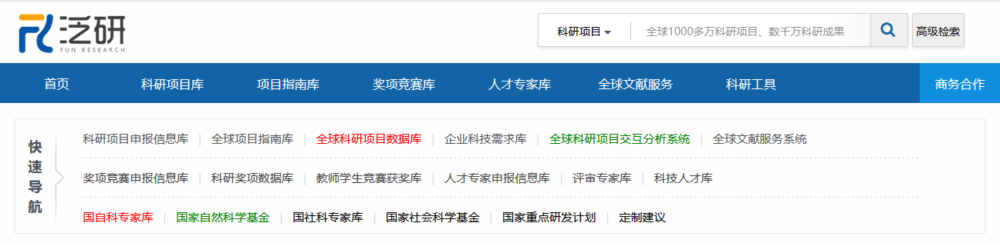 泛研
FUN RESEARCH
科研项目 全球1000多万科研项目、数千万科研成果 高级检索
首页 科研项目库 项目指南库 奖项竞赛库 人才专家库 全球文献服务 科研工具 商务合作
快速导航
科研项目申报信息库 | 全球项目指南库 | 全球科研项目数据库 | 企业科技需求库 | 全球科研项目交互分析系统 | 全球文献服务系统
奖项竞赛申报信息库 | 科研奖项数据库 | 教师学生竞赛获奖库 | 人才专家申报信息库 | 评审专家库 | 科技人才库
国自科专家库 | 国家自然科学基金 | 国社科专家库 | 国家社会科学基金 | 国家重点研发计划 | 定制建议